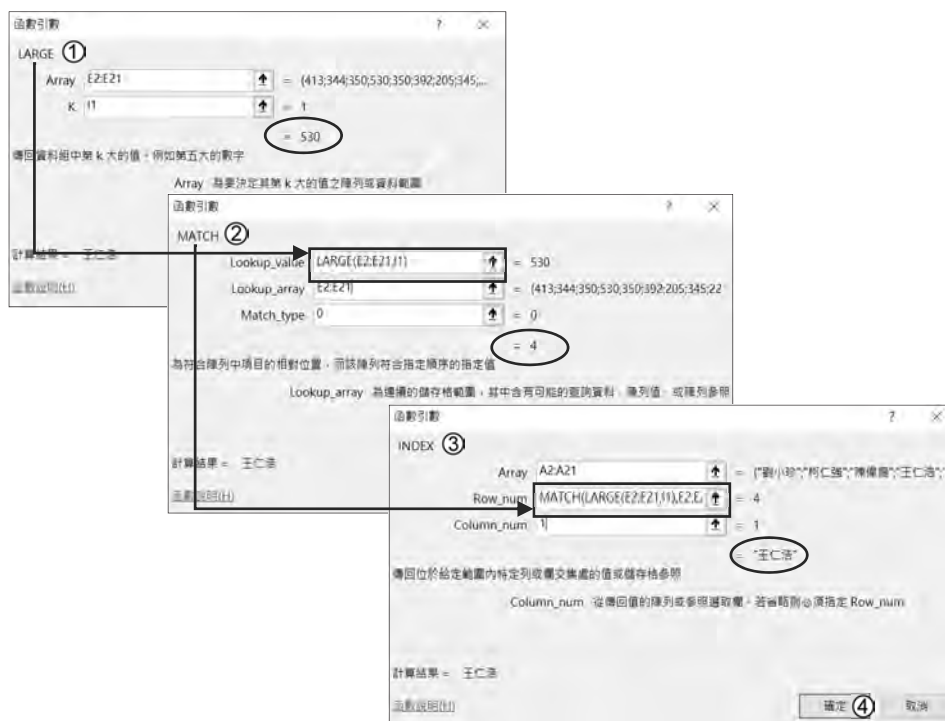 函數引數 ? ×
LARGE ①
Array E2:E21 = {413;344;350;530;350;392;205;345;...
K I1 = 1
= 530
傳回資料組中第 k 大的值。例如第五大的數字
Array 為要決定其第 k 大的值之陣列或資料範圍
計算結果 = 王仁浩
函數說明(H)
函數引數 ? ×
MATCH ②
Lookup_value LARGE(E2:E21,I1) = 530
Lookup_array E2:E21 = {413;344;350;530;350;392;205;345;22
Match_type 0 = 0
= 4
為符合陣列中項目的相對位置，而該陣列符合指定順序的指定值
Lookup_array 為連續的儲存格範圍，其中含有可能的查詢資料、陣列值、或陣列參照
計算結果 = 王仁浩
函數說明(H)
函數引數 ? ×
INDEX ③
Array A2:A21 = {"劉小珍";"柯仁強";"陳偉";"王仁浩";
Row_num MATCH(LARGE(E2:E21,I1),E2:E = 4
Column_num 1 = 1
= "王仁浩"
傳回位於給定範圍內特定列或欄交集處的值或儲存格參照
Column_num 從傳回值的陣列或參照選取欄。若省略則必須指定 Row_num
計算結果 = 王仁浩
函數說明(H)
確定 ④ 取消